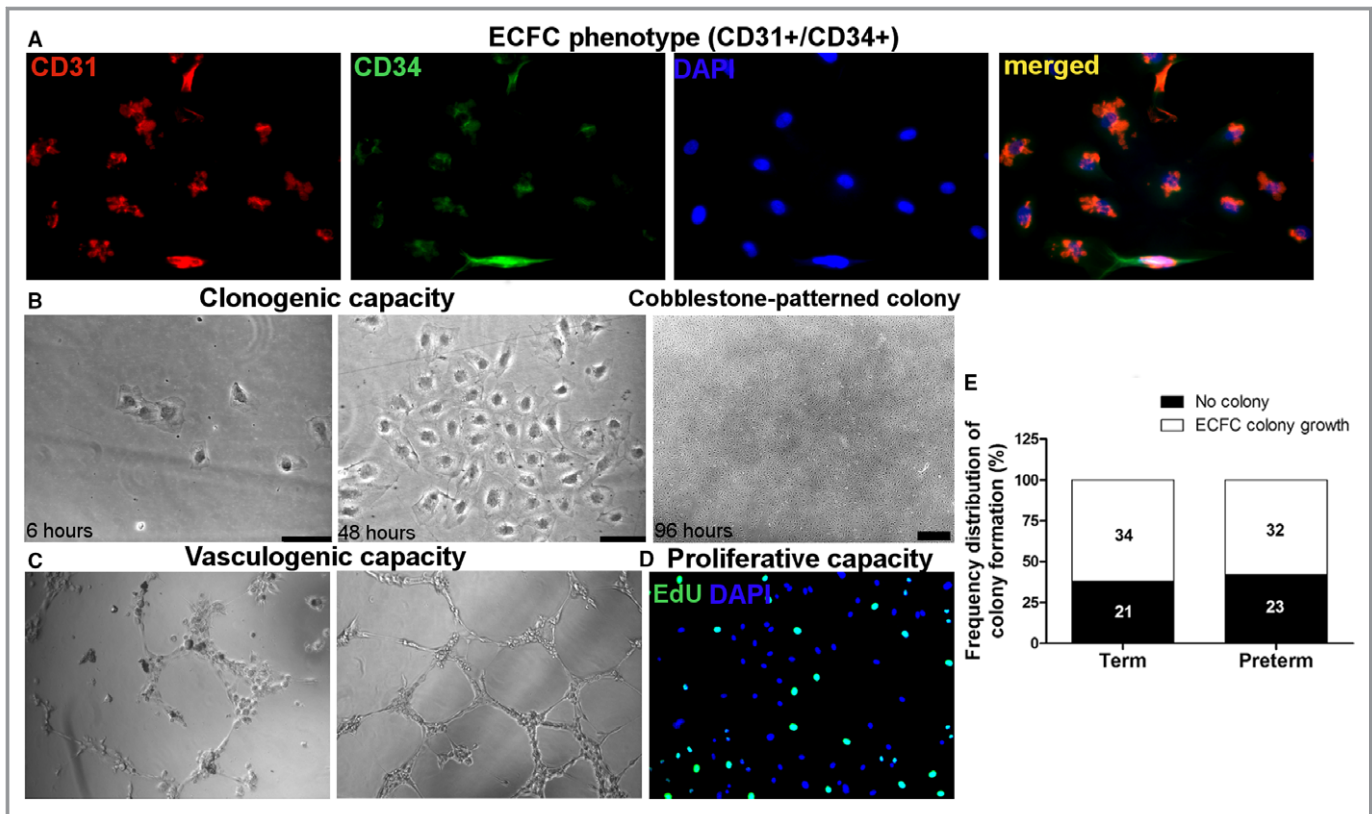 A
ECFC phenotype (CD31+/CD34+)
CD31
CD34
DAPI
merged
B
Clonogenic capacity
Cobblestone-patterned colony
6 hours
48 hours
96 hours
C
Vasculogenic capacity
D
Proliferative capacity
EdU DAPI
E
No colony
ECFC colony growth
Frequency distribution of
colony formation (%)
125
100
75
50
25
0
34
21
32
23
Term
Preterm